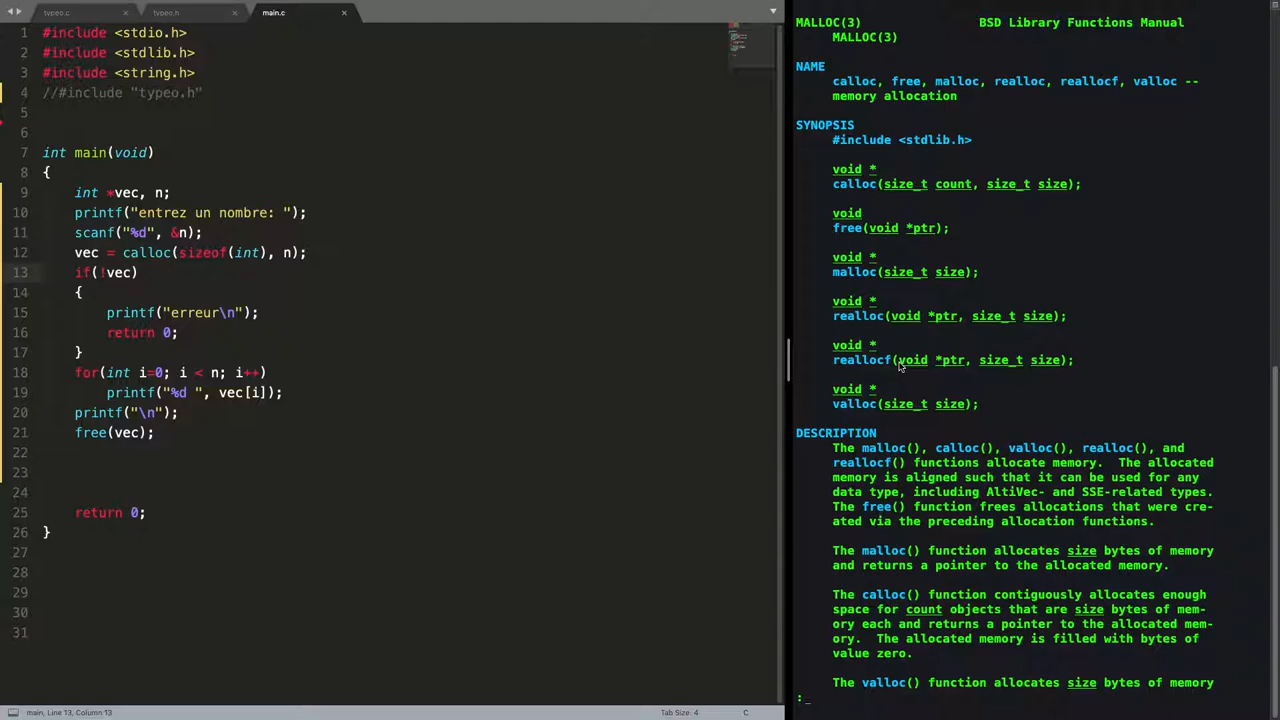 typeo.c
typeo.h
main.c
1 #include <stdio.h>
2 #include <stdlib.h>
3 #include <string.h>
4 //#include "typeo.h"
5
6
7 int main(void)
8 {
9 int *vec, n;
10 printf("entrez un nombre: ");
11 scanf("%d", &n);
12 vec = calloc(sizeof(int), n);
13 if(!vec)
14 {
15 printf("erreur\n");
16 return 0;
17 }
18 for(int i=0; i < n; i++)
19 printf("%d ", vec[i]);
20 printf("\n");
21 free(vec);
22
23
24
25 return 0;
26 }
27
28
29
30
31
main, Line 13, Column 13
Tab Size: 4
C
MALLOC(3) BSD Library Functions Manual
MALLOC(3)
NAME
calloc, free, malloc, realloc, reallocf, valloc --
memory allocation
SYNOPSIS
#include <stdlib.h>
void *
calloc(size_t count, size_t size);
void
free(void *ptr);
void *
malloc(size_t size);
void *
realloc(void *ptr, size_t size);
void *
reallocf(void *ptr, size_t size);
void *
valloc(size_t size);
DESCRIPTION
The malloc(), calloc(), valloc(), realloc(), and
reallocf() functions allocate memory. The allocated
memory is aligned such that it can be used for any
data type, including AltiVec- and SSE-related types.
The free() function frees allocations that were cre-
ated via the preceding allocation functions.
The malloc() function allocates size bytes of memory
and returns a pointer to the allocated memory.
The calloc() function contiguously allocates enough
space for count objects that are size bytes of mem-
ory each and returns a pointer to the allocated mem-
ory. The allocated memory is filled with bytes of
value zero.
The valloc() function allocates size bytes of memory
: